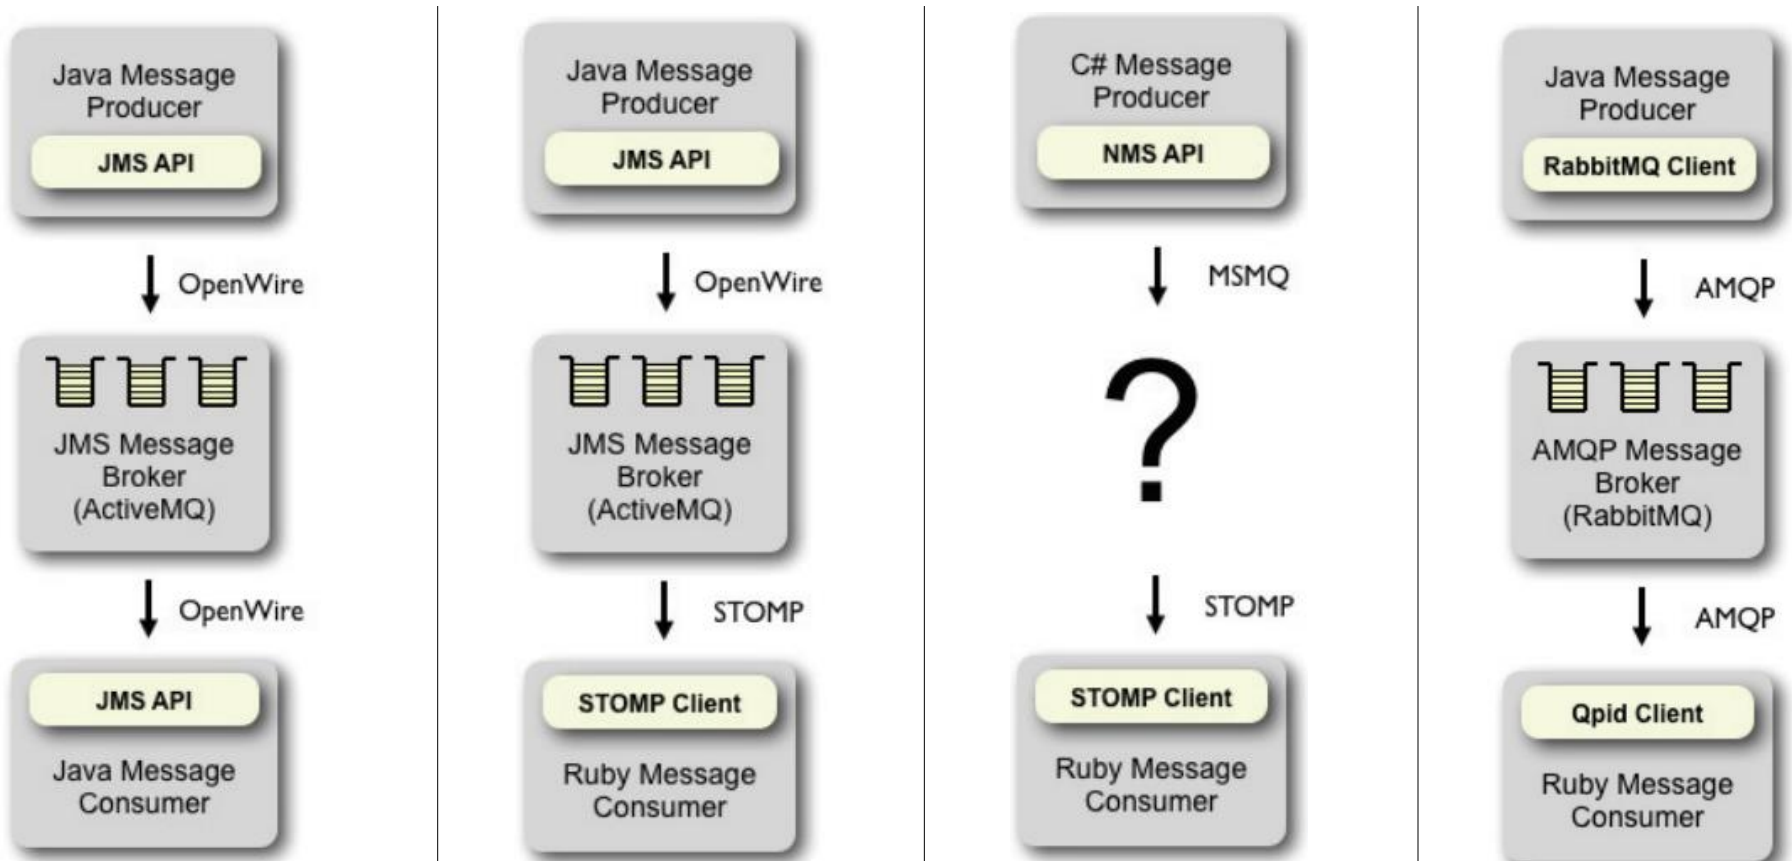 Java Message
Producer
JMS API
OpenWire
JMS Message
Broker
(ActiveMQ)
OpenWire
JMS API
Java Message
Consumer
Java Message
Producer
JMS API
OpenWire
JMS Message
Broker
(ActiveMQ)
STOMP
STOMP Client
Ruby Message
Consumer
C# Message
Producer
NMS API
MSMQ
?
STOMP
STOMP Client
Ruby Message
Consumer
Java Message
Producer
RabbitMQ Client
AMQP
AMQP Message
Broker
(RabbitMQ)
AMQP
Qpid Client
Ruby Message
Consumer